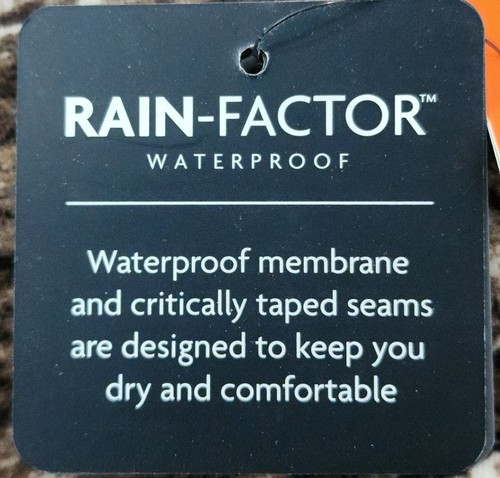 RAIN-FACTOR™
WATERPROOF
Waterproof membrane
and critically taped seams
are designed to keep you
dry and comfortable